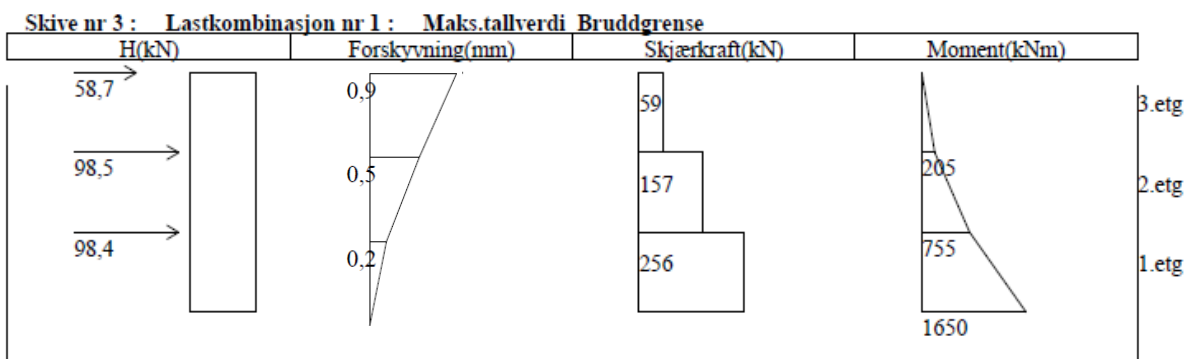 Skive nr 3 : Lastkombinasjon nr 1 : Maks.tallverdi Bruddgrense
H(kN) Forskyvning(mm) Skjærkraft(kN) Moment(kNm)
58,7 0,9 59 3.etg
98,5 0,5 157 205 2.etg
98,4 0,2 256 755 1.etg
1650